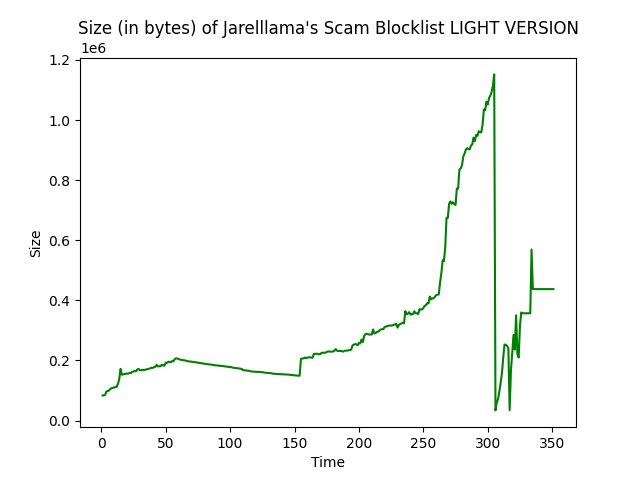 Size (in bytes) of Jarelllama's Scam Blocklist LIGHT VERSION
1e6
1.2
1.0
0.8
0.6
0.4
0.2
0.0
Size
0 50 100 150 200 250 300 350
Time